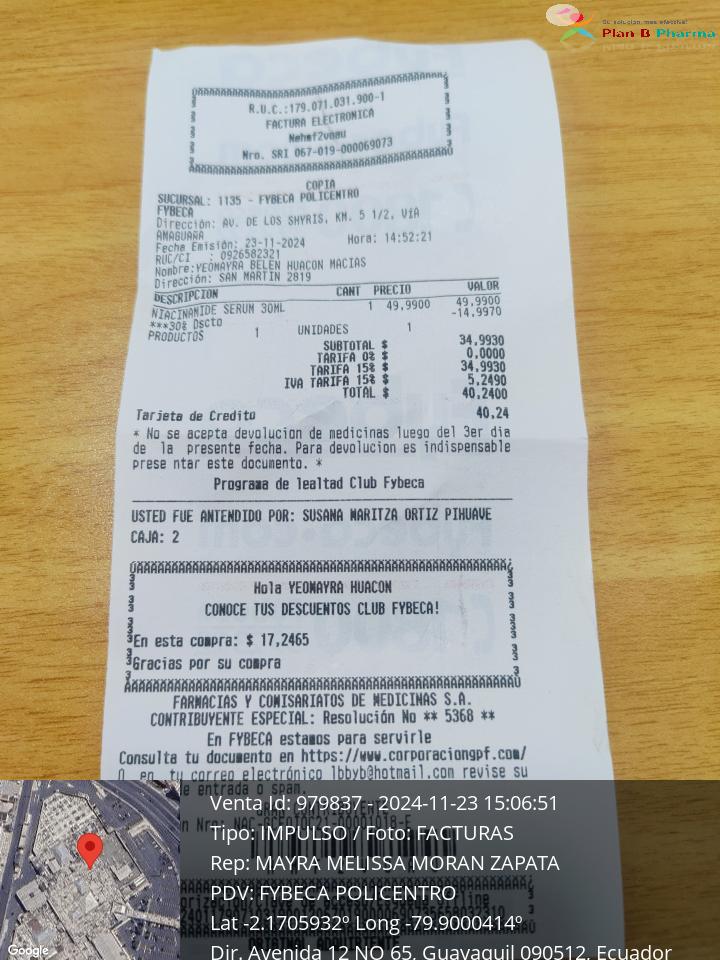 Su solucion, mas efectiva!
Plan B Pharma
R.U.C.:179.071.031.900-1
FACTURA ELECTRONICA
Nro. SRI 067-019-000069073
COPIA
SUCURSAL: 1135 - FYBECA POLICENTRO
FYBECA
Dirección: AV. DE LOS SHYRIS, KM. 5 1/2, VíA
AMAGUAÑA
Fecha Emisión: 23-11-2024 Hora: 14:52:21
RUC/CI : 0926582321
Nombre:YEOMAYRA BELEN HUACON MACIAS
Dirección: SAN MARTIN 2819
DESCRIPCION CANT PRECIO VALOR
NIACINAMIDE SERUM 30ML 1 49,9900 49,9900
***30% Dscto -14,9970
PRODUCTOS 1 UNIDADES 1
SUBTOTAL $ 34,9930
TARIFA 0% $ 0,0000
TARIFA 15% $ 34,9930
IVA TARIFA 15% $ 5,2490
TOTAL $ 40,2400
Tarjeta de Credito 40,24
* No se acepta devolucion de medicinas luego del 3er dia
de la presente fecha. Para devolucion es indispensable
prese ntar este documento. *
Programa de lealtad Club Fybeca
USTED FUE ANTENDIDO POR: SUSANA MARITZA ORTIZ PIHUAVE
CAJA: 2
Hola YEOMAYRA HUACON
CONOCE TUS DESCUENTOS CLUB FYBECA!
En esta compra: $ 17,2465
Gracias por su compra
FARMACIAS Y COMISARIATOS DE MEDICINAS S.A.
CONTRIBUYENTE ESPECIAL: Resolución No ** 5368 **
En FYBECA estamos para servirle
Consulta tu documento en https://www.corporaciongpf.com/
O en tu correo electrónico lbbyb@hotmail.com revise su
de entrada o spam.
Venta Id: 979837 - 2024-11-23 15:06:51
Tipo: IMPULSO / Foto: FACTURAS
Rep: MAYRA MELISSA MORAN ZAPATA
PDV: FYBECA POLICENTRO
Lat -2.1705932º Long -79.9000414º
Dir. Avenida 12 NO 65, Guayaquil 090512, Ecuador
ORIGINAL ADQUIRENTE
Google